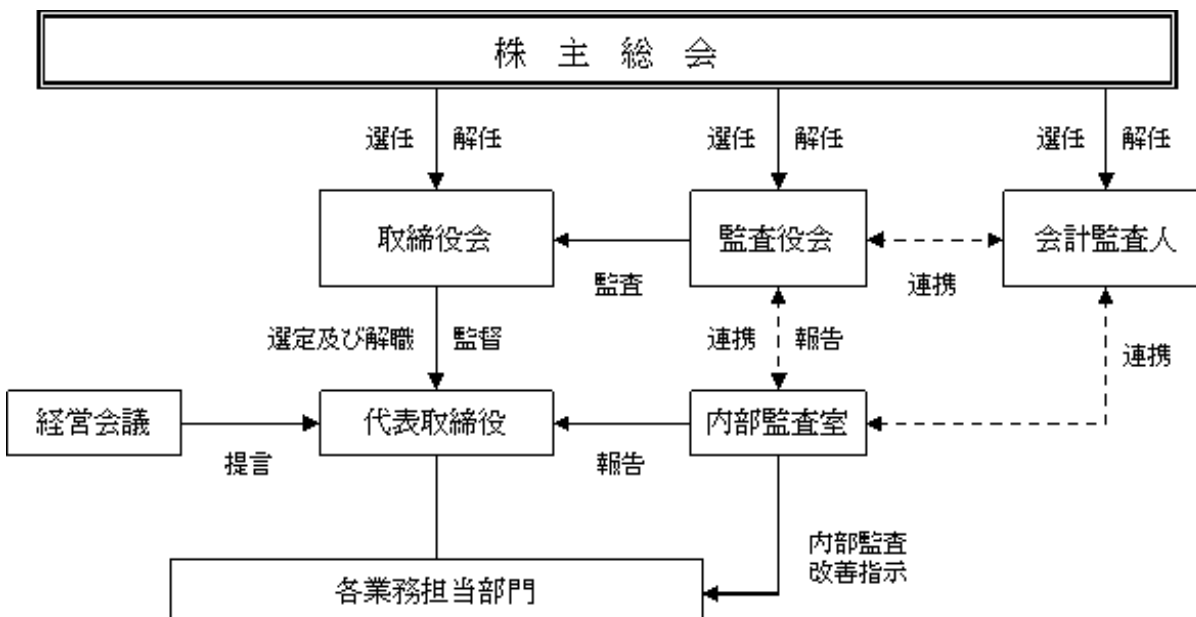 株主総会
選任 解任
選任 解任
選任 解任
取締役会
監査役会
会計監査人
監査
連携
選定及び解職 監督
連携 報告
連携
経営会議
代表取締役
内部監査室
提言
報告
内部監査
改善指示
各業務担当部門